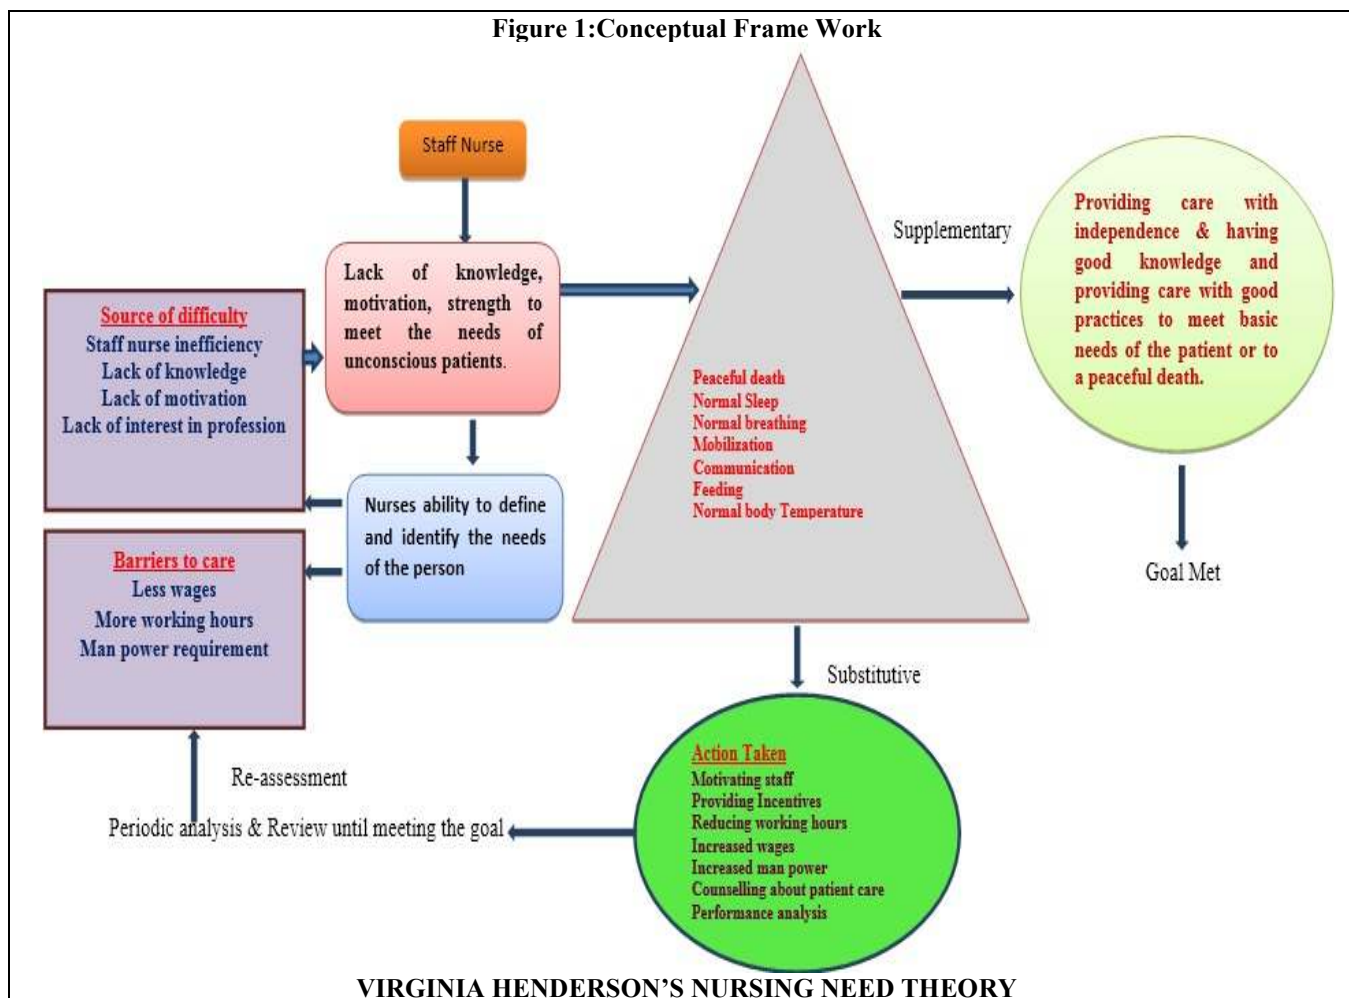 Figure 1:Conceptual Frame Work
Staff Nurse
Lack of knowledge,
motivation, strength to
meet the needs of
unconscious patients.
Source of difficulty
Staff nurse inefficiency
Lack of knowledge
Lack of motivation
Lack of interest in profession
Nurses ability to define
and identify the needs
of the person
Barriers to care
Less wages
More working hours
Man power requirement
Peaceful death
Normal Sleep
Normal breathing
Mobilization
Communication
Feeding
Normal body Temperature
Supplementary
Providing care with
independence & having
good knowledge and
providing care with good
practices to meet basic
needs of the patient or to
a peaceful death.
Goal Met
Substitutive
Action Taken
Motivating staff
Providing Incentives
Reducing working hours
Increased wages
Increased man power
Counselling about patient care
Performance analysis
Re-assessment
Periodic analysis & Review until meeting the goal
VIRGINIA HENDERSON'S NURSING NEED THEORY